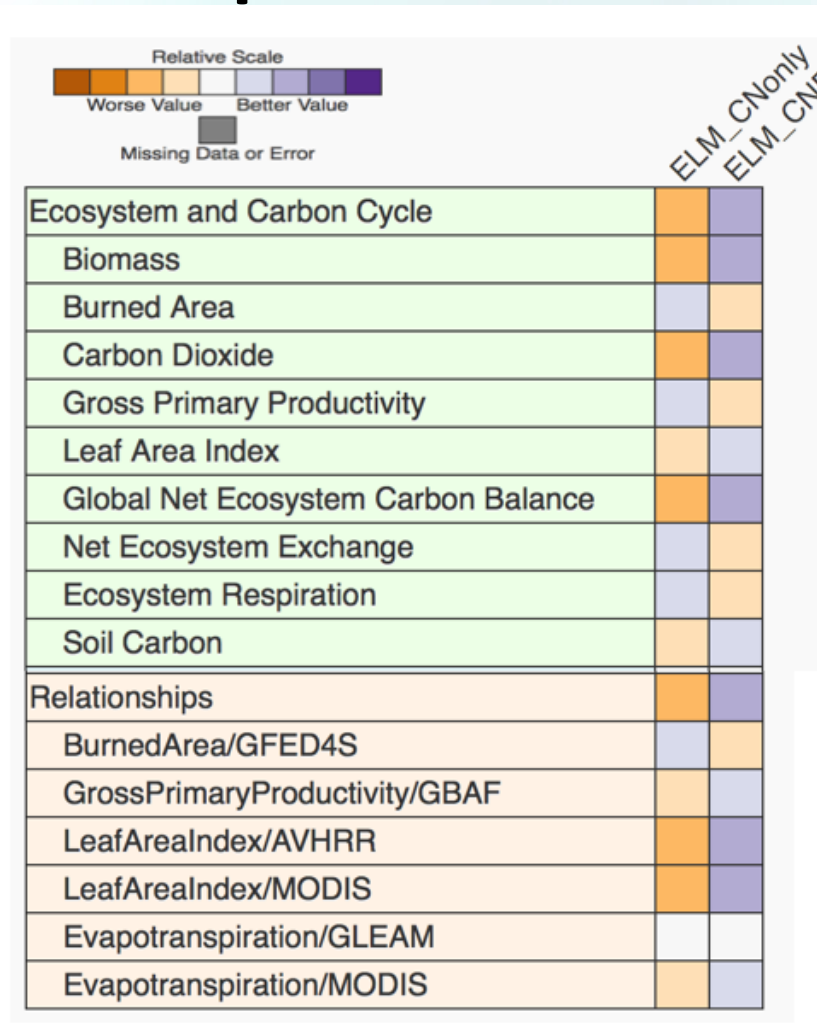 Relative Scale
Worse Value Better Value
Missing Data or Error
ELM_CNonly
Ecosystem and Carbon Cycle
Biomass
Burned Area
Carbon Dioxide
Gross Primary Productivity
Leaf Area Index
Global Net Ecosystem Carbon Balance
Net Ecosystem Exchange
Ecosystem Respiration
Soil Carbon
Relationships
BurnedArea/GFED4S
GrossPrimaryProductivity/GBAF
LeafAreaIndex/AVHRR
LeafAreaIndex/MODIS
Evapotranspiration/GLEAM
Evapotranspiration/MODIS